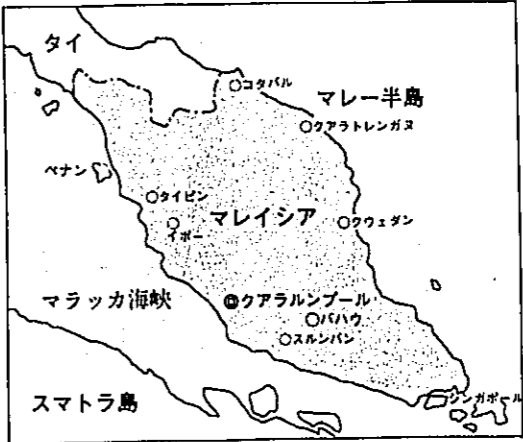 タイ
コタバル
マレー半島
クアラトレンガヌ
ペナン
タイピン
イポー
マレイシア
クウェダン
マラッカ海峡
クアラルンプール
バハウ
スルンバン
スマトラ島
シンガポール